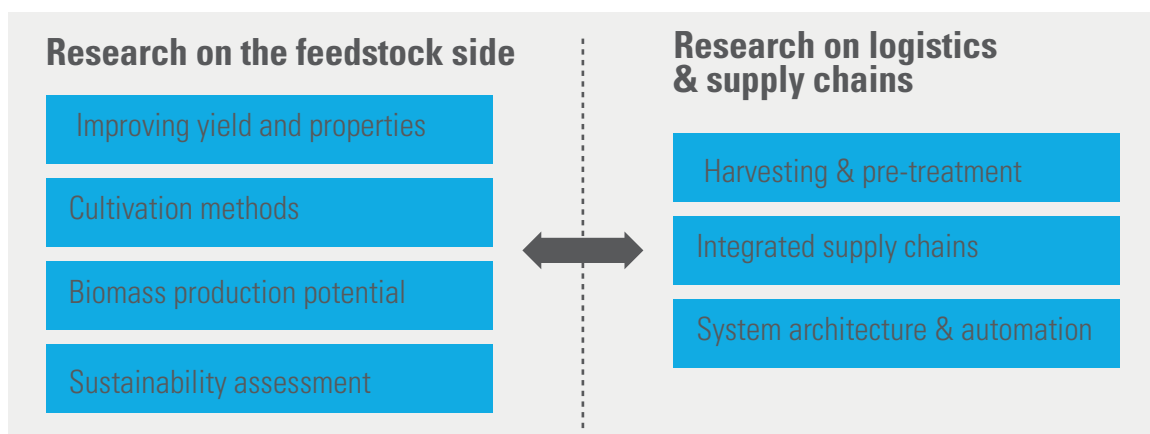 Research on the feedstock side
Improving yield and properties
Cultivation methods
Biomass production potential
Sustainability assessment
Research on logistics
& supply chains
Harvesting & pre-treatment
Integrated supply chains
System architecture & automation